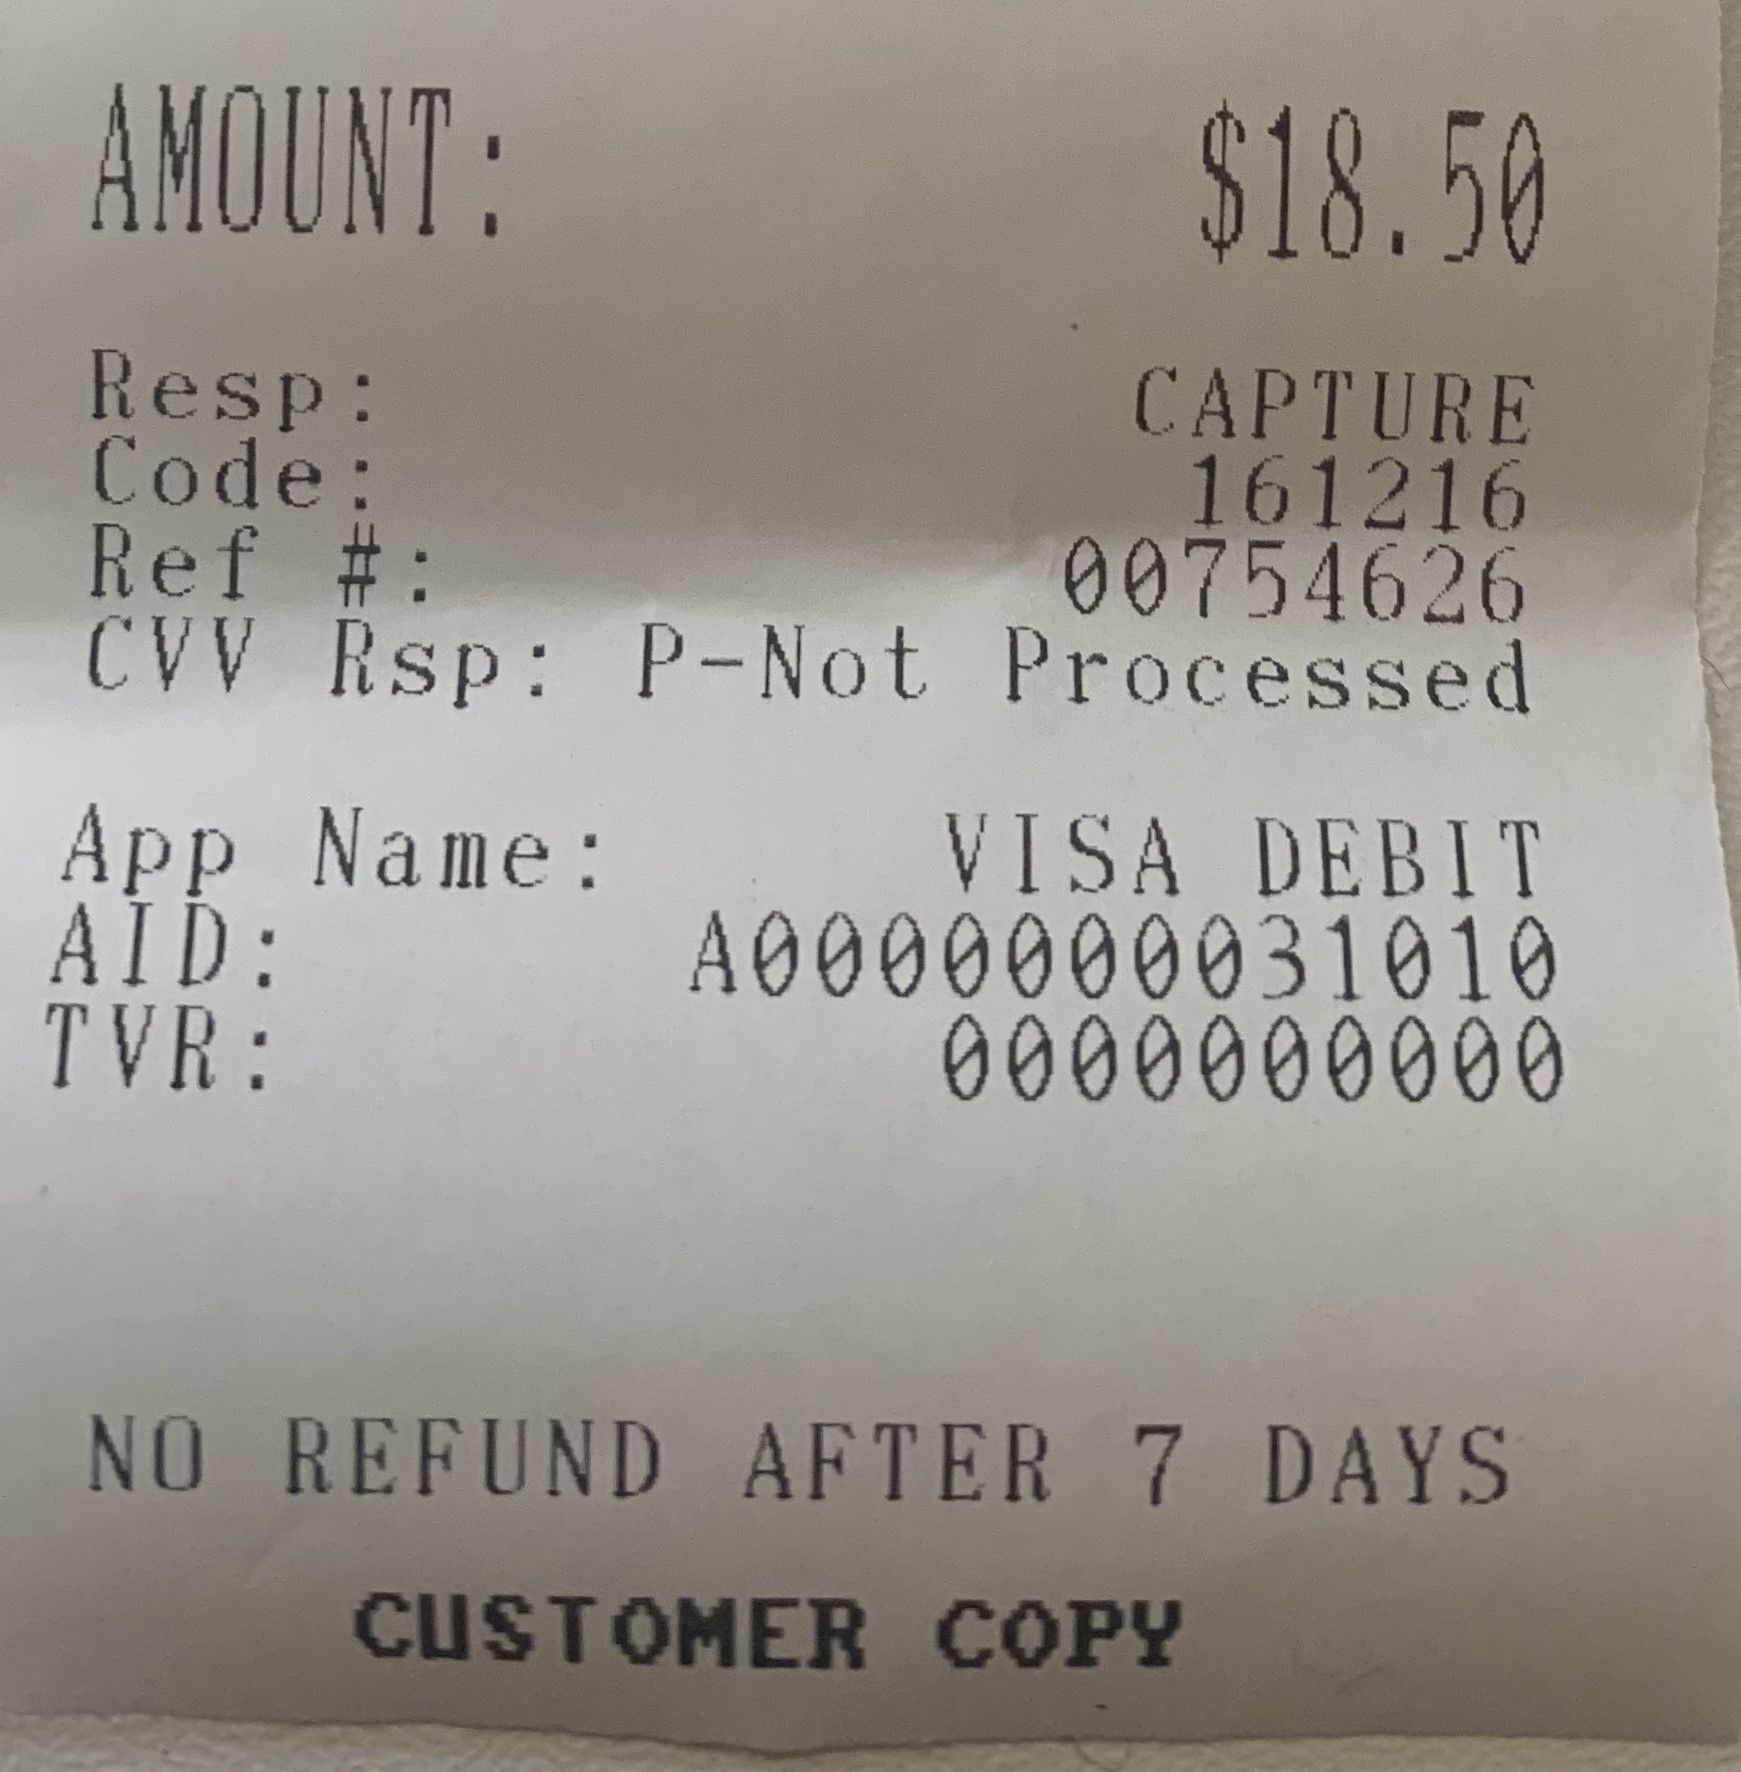 AMOUNT: $18.50
Resp: CAPTURE
Code: 161216
Ref #: 00754626
CVV Rsp: P-Not Processed
App Name: VISA DEBIT
AID: A0000000031010
TVR: 0000000000
NO REFUND AFTER 7 DAYS
CUSTOMER COPY